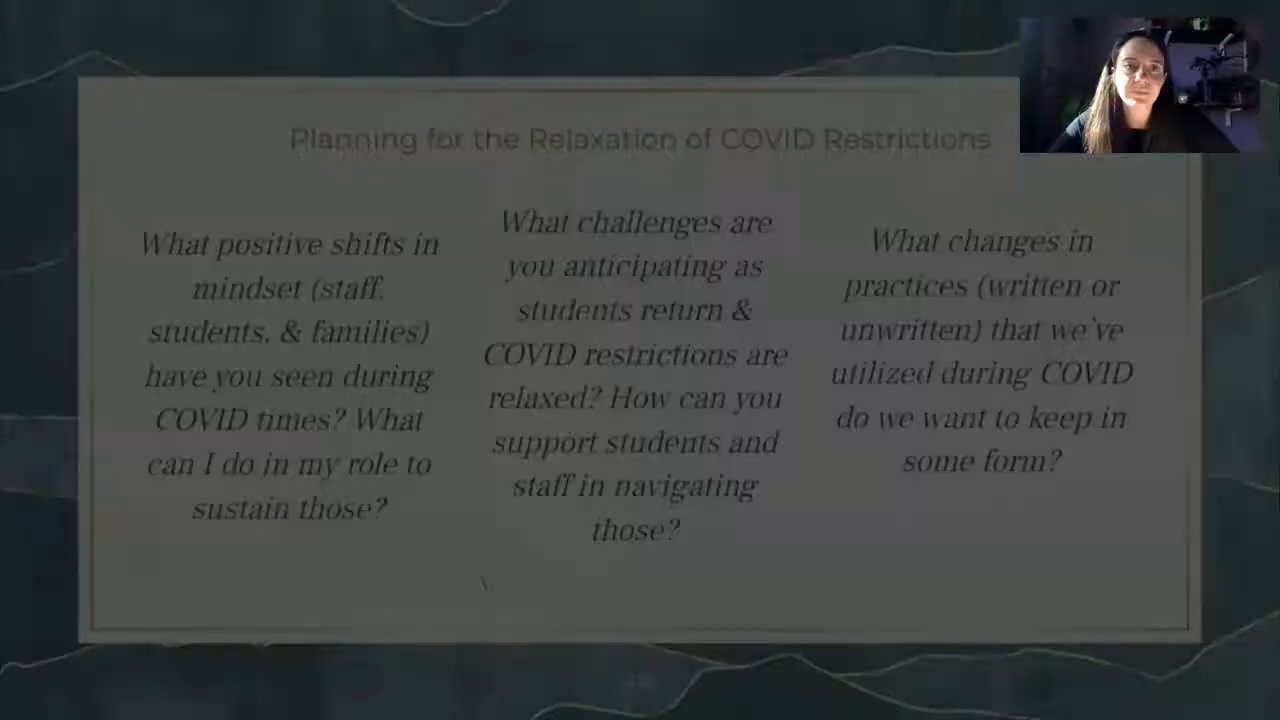 Planning for the Relaxation of COVID Restrictions
What positive shifts in
mindset (staff,
students, & families)
have you seen during
COVID times? What
can I do in my role to
sustain those?
What challenges are
you anticipating as
students return &
COVID restrictions are
relaxed? How can you
support students and
staff in navigating
those?
What changes in
practices (written or
unwritten) that we've
utilized during COVID
do we want to keep in
some form?